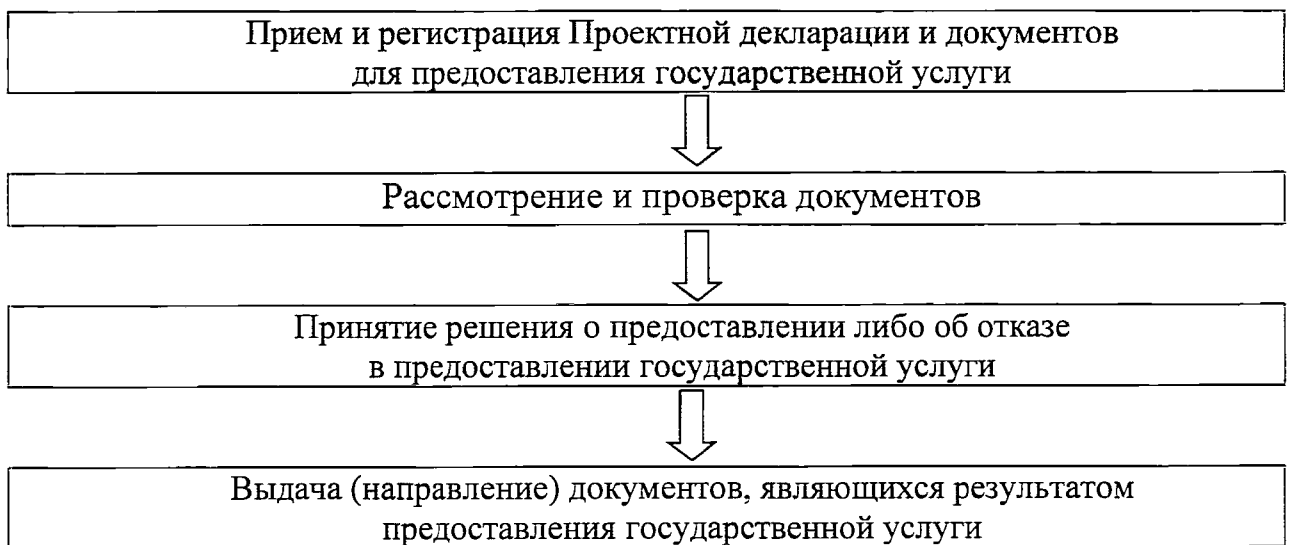 Прием и регистрация Проектной декларации и документов
для предоставления государственной услуги
Рассмотрение и проверка документов
Принятие решения о предоставлении либо об отказе
в предоставлении государственной услуги
Выдача (направление) документов, являющихся результатом
предоставления государственной услуги